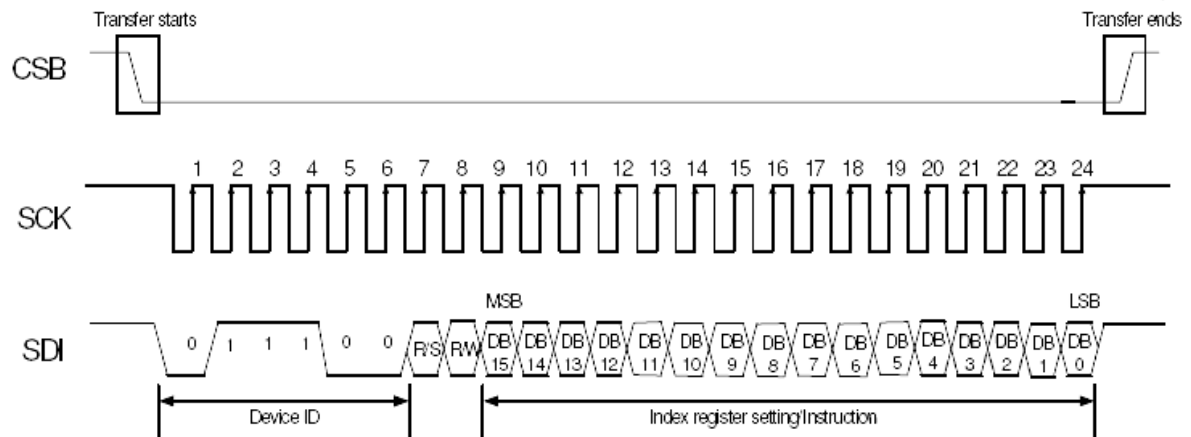 Transfer starts
Transfer ends
CSB
1 2 3 4 5 6 7 8 9 10 11 12 13 14 15 16 17 18 19 20 21 22 23 24
SCK
MSB
LSB
SDI
0 1 1 1 0 0 R/S R/W DB DB DB DB DB DB DB DB DB DB DB DB DB DB DB DB
15 14 13 12 11 10 9 8 7 6 5 4 3 2 1 0
Device ID
Index register setting/Instruction